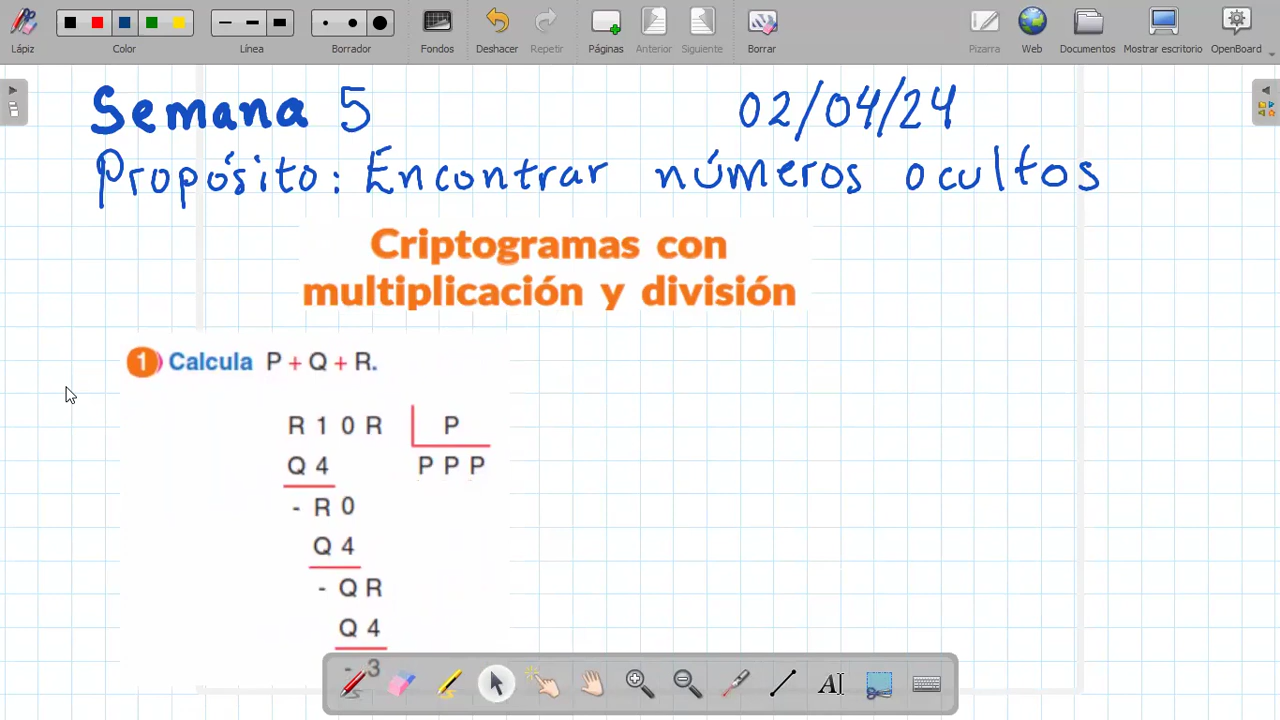 Lápiz Color Línea Borrador Fondos Deshacer Repetir Páginas Anterior Siguiente Borrar Pizarra Web Documentos Mostrar escritorio OpenBoard
Semana 5 02/04/24
Propósito: Encontrar números ocultos
Criptogramas con
multiplicación y división
1) Calcula P + Q + R.
R 1 0 R P
Q 4 P P P
- R 0
Q 4
- Q R
Q 4
- 3